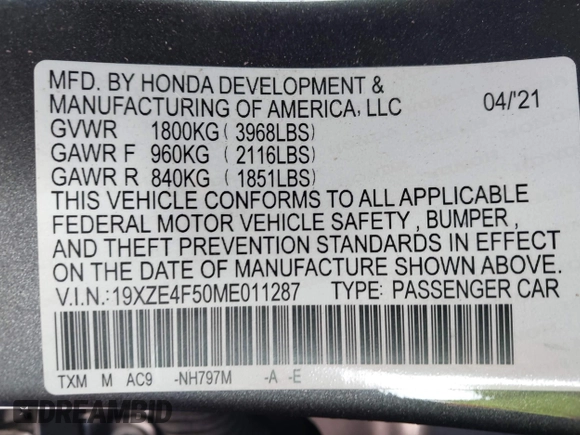 MFD. BY HONDA DEVELOPMENT &
MANUFACTURING OF AMERICA, LLC 04/'21
GVWR 1800KG ( 3968LBS)
GAWR F 960KG ( 2116LBS)
GAWR R 840KG ( 1851LBS)
THIS VEHICLE CONFORMS TO ALL APPLICABLE
FEDERAL MOTOR VEHICLE SAFETY , BUMPER ,
AND THEFT PREVENTION STANDARDS IN EFFECT
ON THE DATE OF MANUFACTURE SHOWN ABOVE.
V.I.N.:19XZE4F50ME011287 TYPE: PASSENGER CAR
TXM M AC9 -NH797M -A -E
DREAMBID